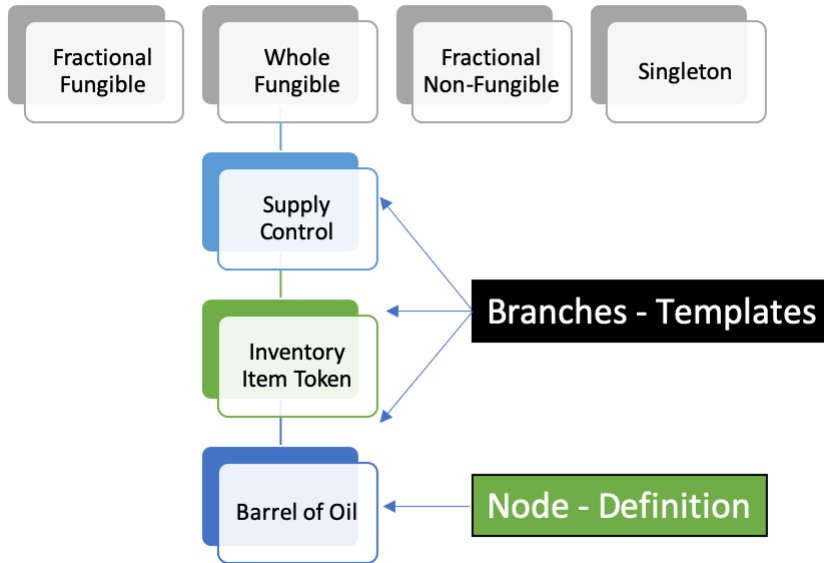 Fractional
Fungible
Whole
Fungible
Fractional
Non-Fungible
Singleton
Supply
Control
Branches - Templates
Inventory
Item Token
Barrel of Oil
Node - Definition